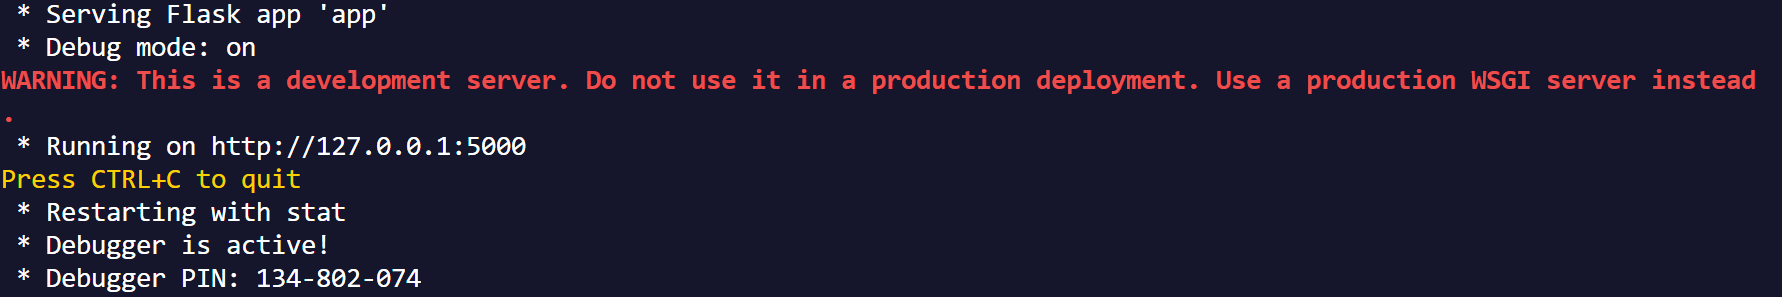 * Serving Flask app 'app'
* Debug mode: on
WARNING: This is a development server. Do not use it in a production deployment. Use a production WSGI server instead
.
* Running on http://127.0.0.1:5000
Press CTRL+C to quit
* Restarting with stat
* Debugger is active!
* Debugger PIN: 134-802-074